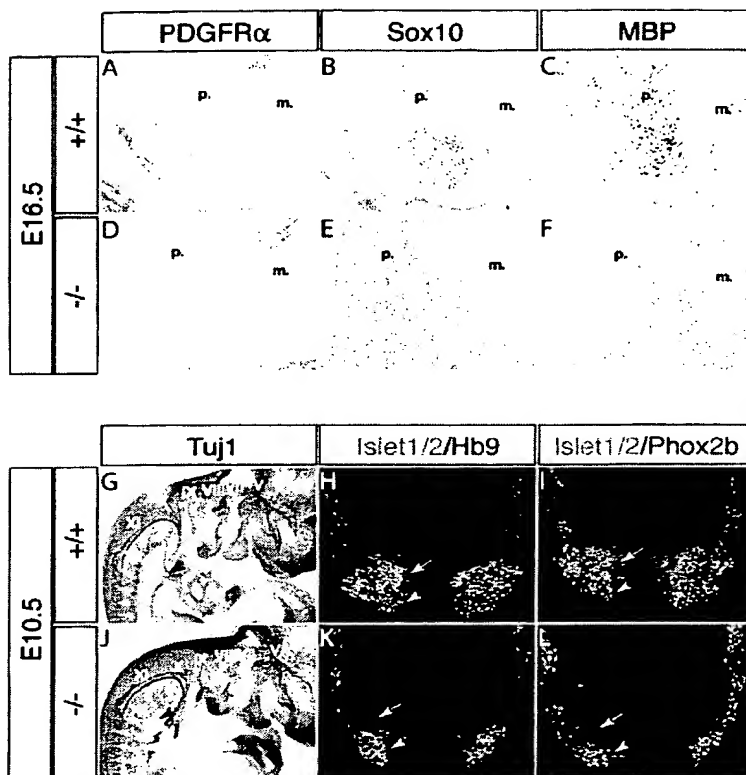 PDGFRα Sox10 MBP
E16.5
+/+
A p. m. B p. m. C p. m.
-/-
D p. m. E p. m. F p. m.
Tuj1 Islet1/2/Hb9 Islet1/2/Phox2b
E10.5
+/+
G H I
-/-
J V K L